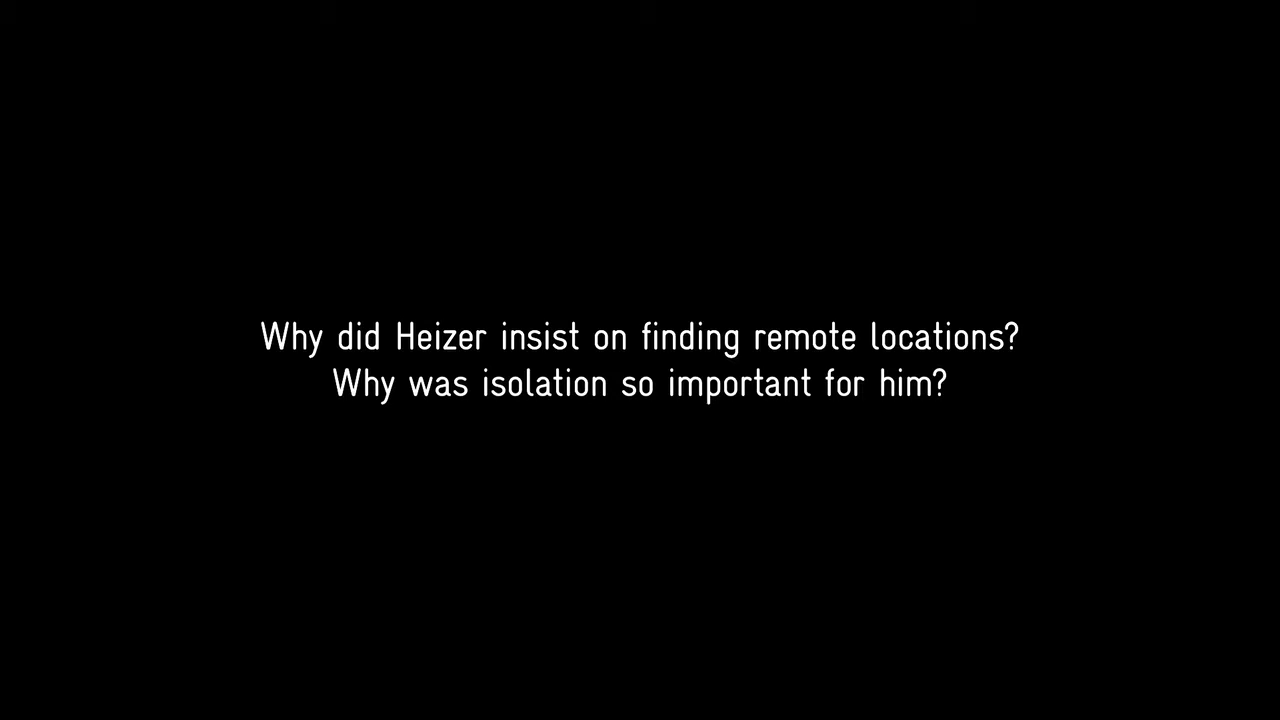 Why did Heizer insist on finding remote locations?
Why was isolation so important for him?